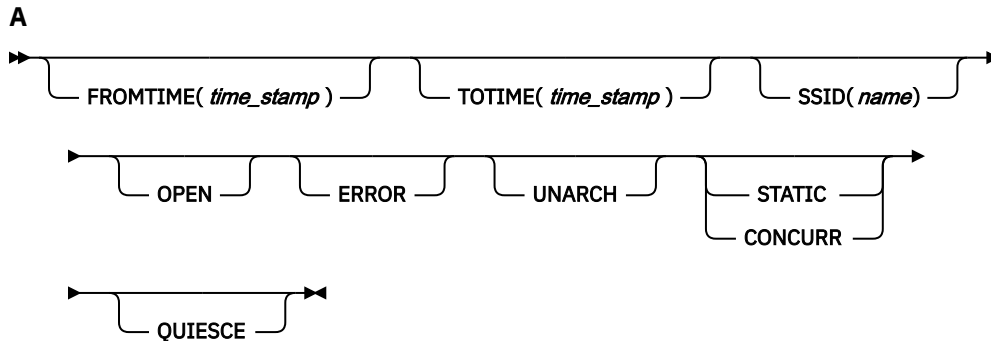 A
FROMTIME( time_stamp ) TOTIME( time_stamp ) SSID( name)
OPEN ERROR UNARCH STATIC
CONCURR
QUIESCE